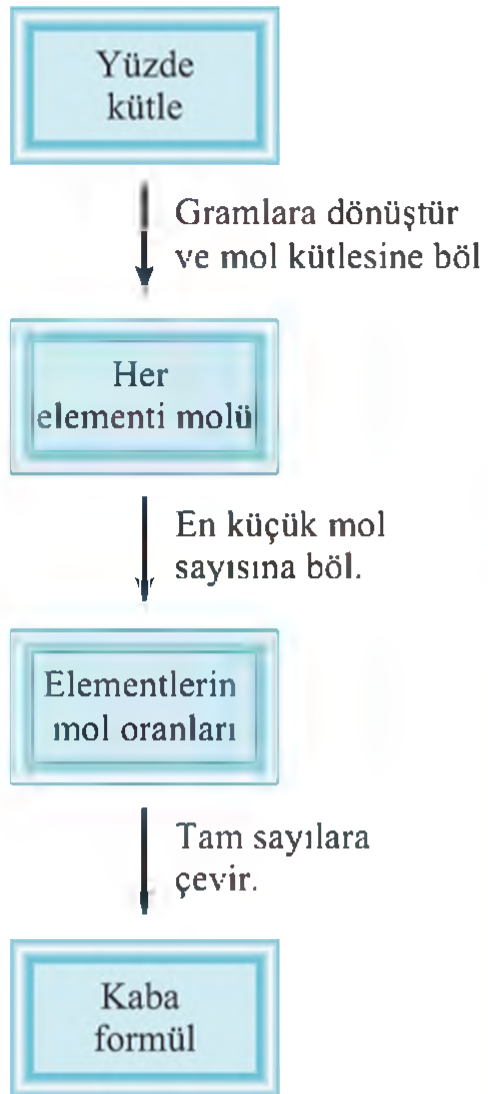 Yüzde
kütle
Gramlara dönüştür
ve mol kütlesine böl
Her
elementi molü
En küçük mol
sayısına böl.
Elementlerin
mol oranları
Tam sayılara
çevir.
Kaba
formül